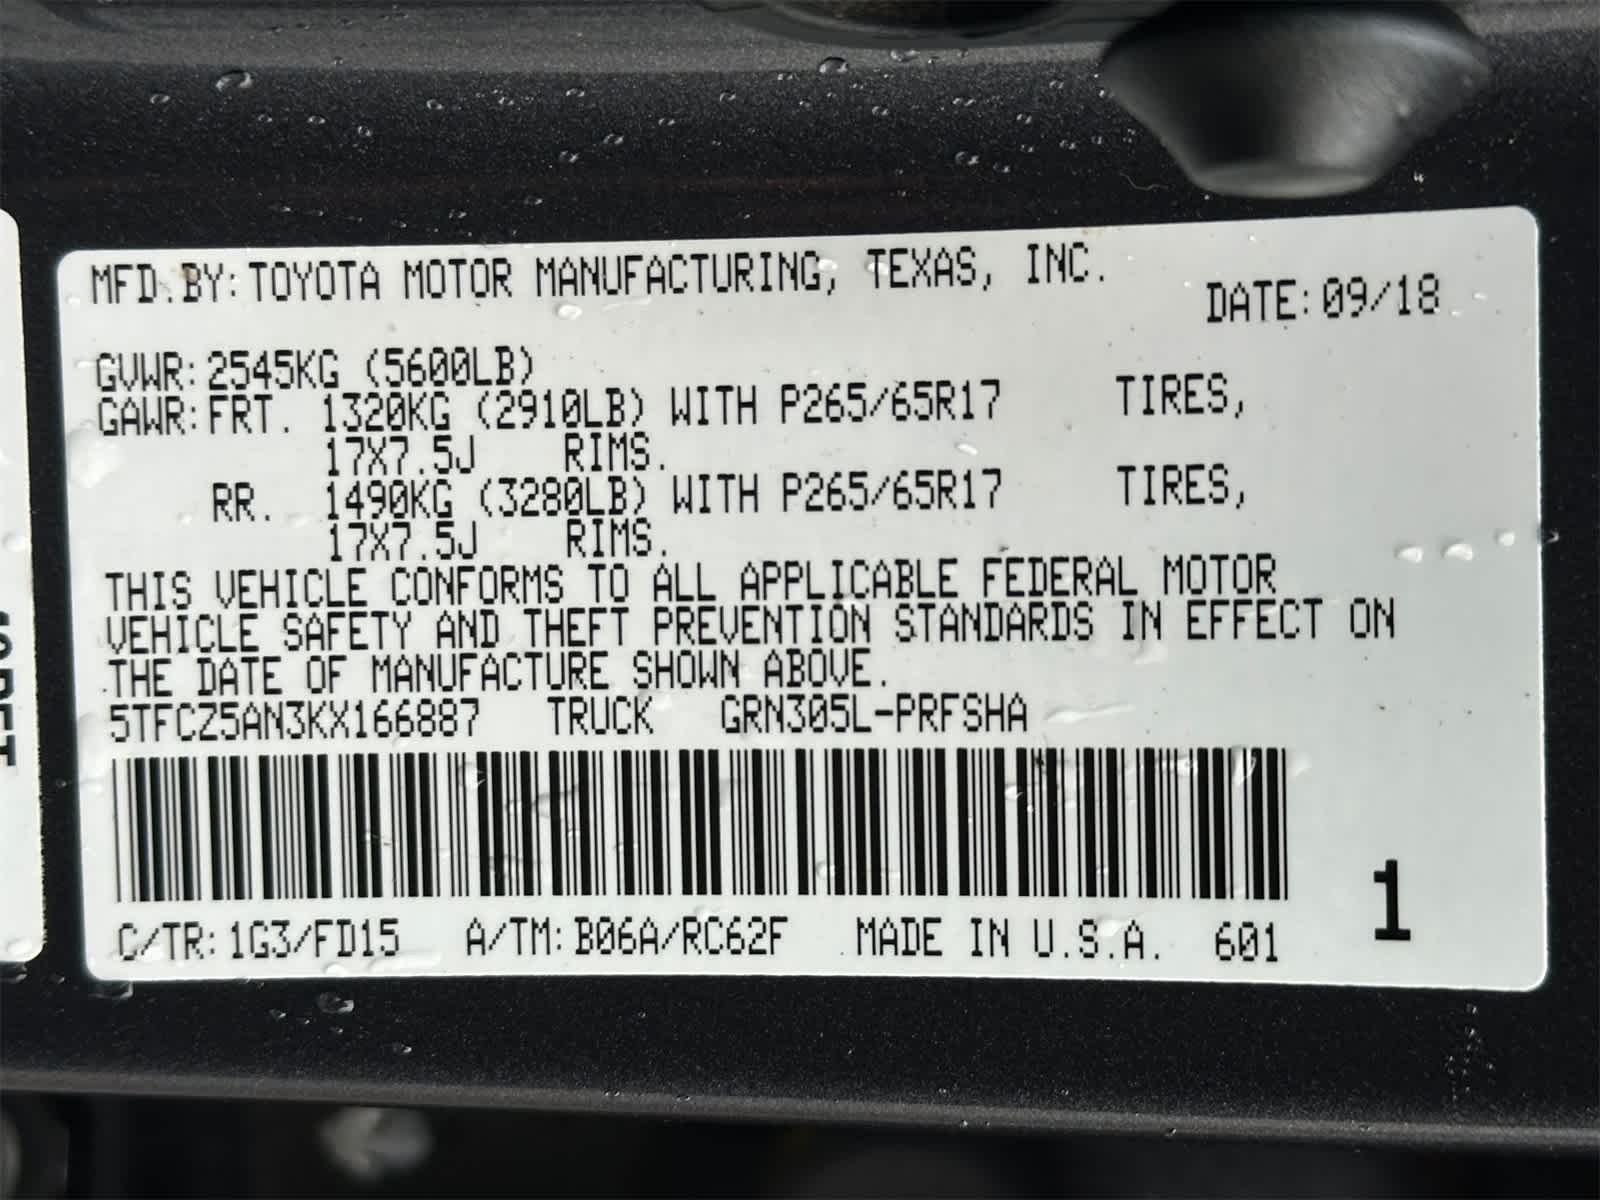 MFD.BY: TOYOTA MOTOR MANUFACTURING, TEXAS, INC.
DATE: 09/18
GVWR: 2545KG (5600LB)
GAWR: FRT. 1320KG (2910LB) WITH P265/65R17 TIRES,
17X7.5J RIMS.
RR. 1490KG (3280LB) WITH P265/65R17 TIRES,
17X7.5J RIMS.
THIS VEHICLE CONFORMS TO ALL APPLICABLE FEDERAL MOTOR
VEHICLE SAFETY AND THEFT PREVENTION STANDARDS IN EFFECT ON
THE DATE OF MANUFACTURE SHOWN ABOVE.
5TFCZ5AN3KX166887 TRUCK GRN305L-PRFSHA
C/TR: 1G3/FD15 A/TM: B06A/RC62F MADE IN U.S.A. 601
1